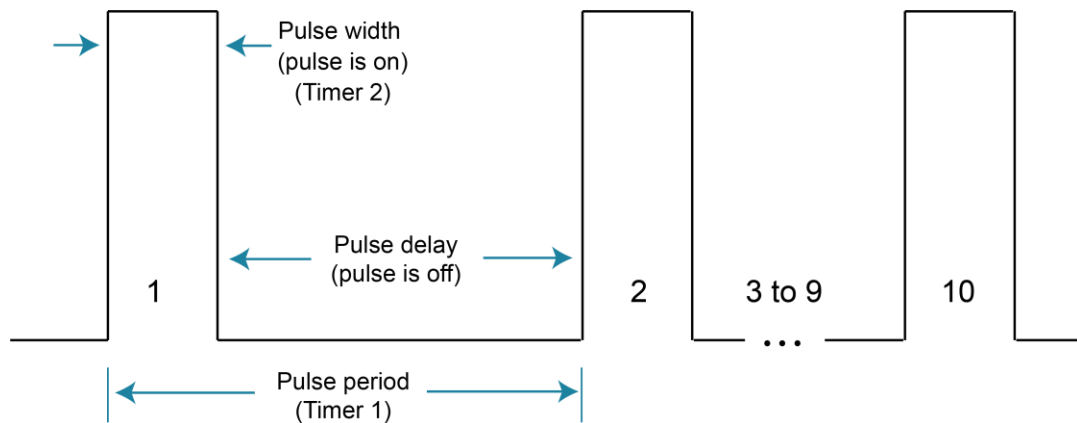 Pulse width
(pulse is on)
(Timer 2)
Pulse delay
(pulse is off)
1
2
3 to 9
10
...
Pulse period
(Timer 1)